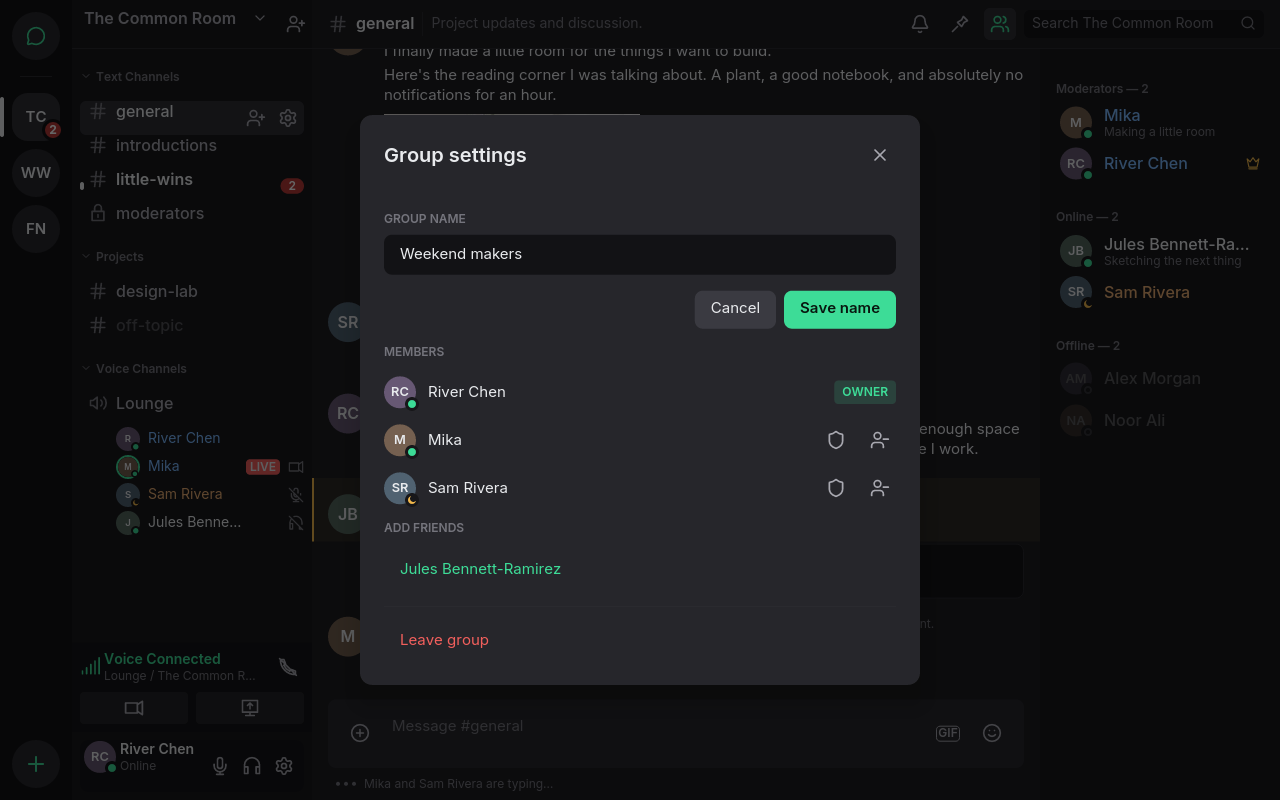 The Common Room
# general
Project updates and discussion.
Search The Common Room
TC
2
WW
FN
Text Channels
general
introductions
little-wins
2
moderators
Projects
design-lab
off-topic
Voice Channels
Lounge
R
River Chen
M
Mika
LIVE
S
Sam Rivera
J
Jules Benne...
Voice Connected
Lounge / The Common R...
RC
River Chen
Online
I finally made a little room for the things I want to build.
Here's the reading corner I was talking about. A plant, a good notebook, and absolutely no
notifications for an hour.
SR
RC
enough space
e I work.
JB
M
nt.
Group settings
GROUP NAME
Weekend makers
Cancel
Save name
MEMBERS
RC
River Chen
OWNER
M
Mika
SR
Sam Rivera
ADD FRIENDS
Jules Bennett-Ramirez
Leave group
Message #general
GIF
Mika and Sam Rivera are typing...
Moderators — 2
M
Mika
Making a little room
RC
River Chen
Online — 2
JB
Jules Bennett-Ra...
Sketching the next thing
SR
Sam Rivera
Offline — 2
AM
Alex Morgan
NA
Noor Ali